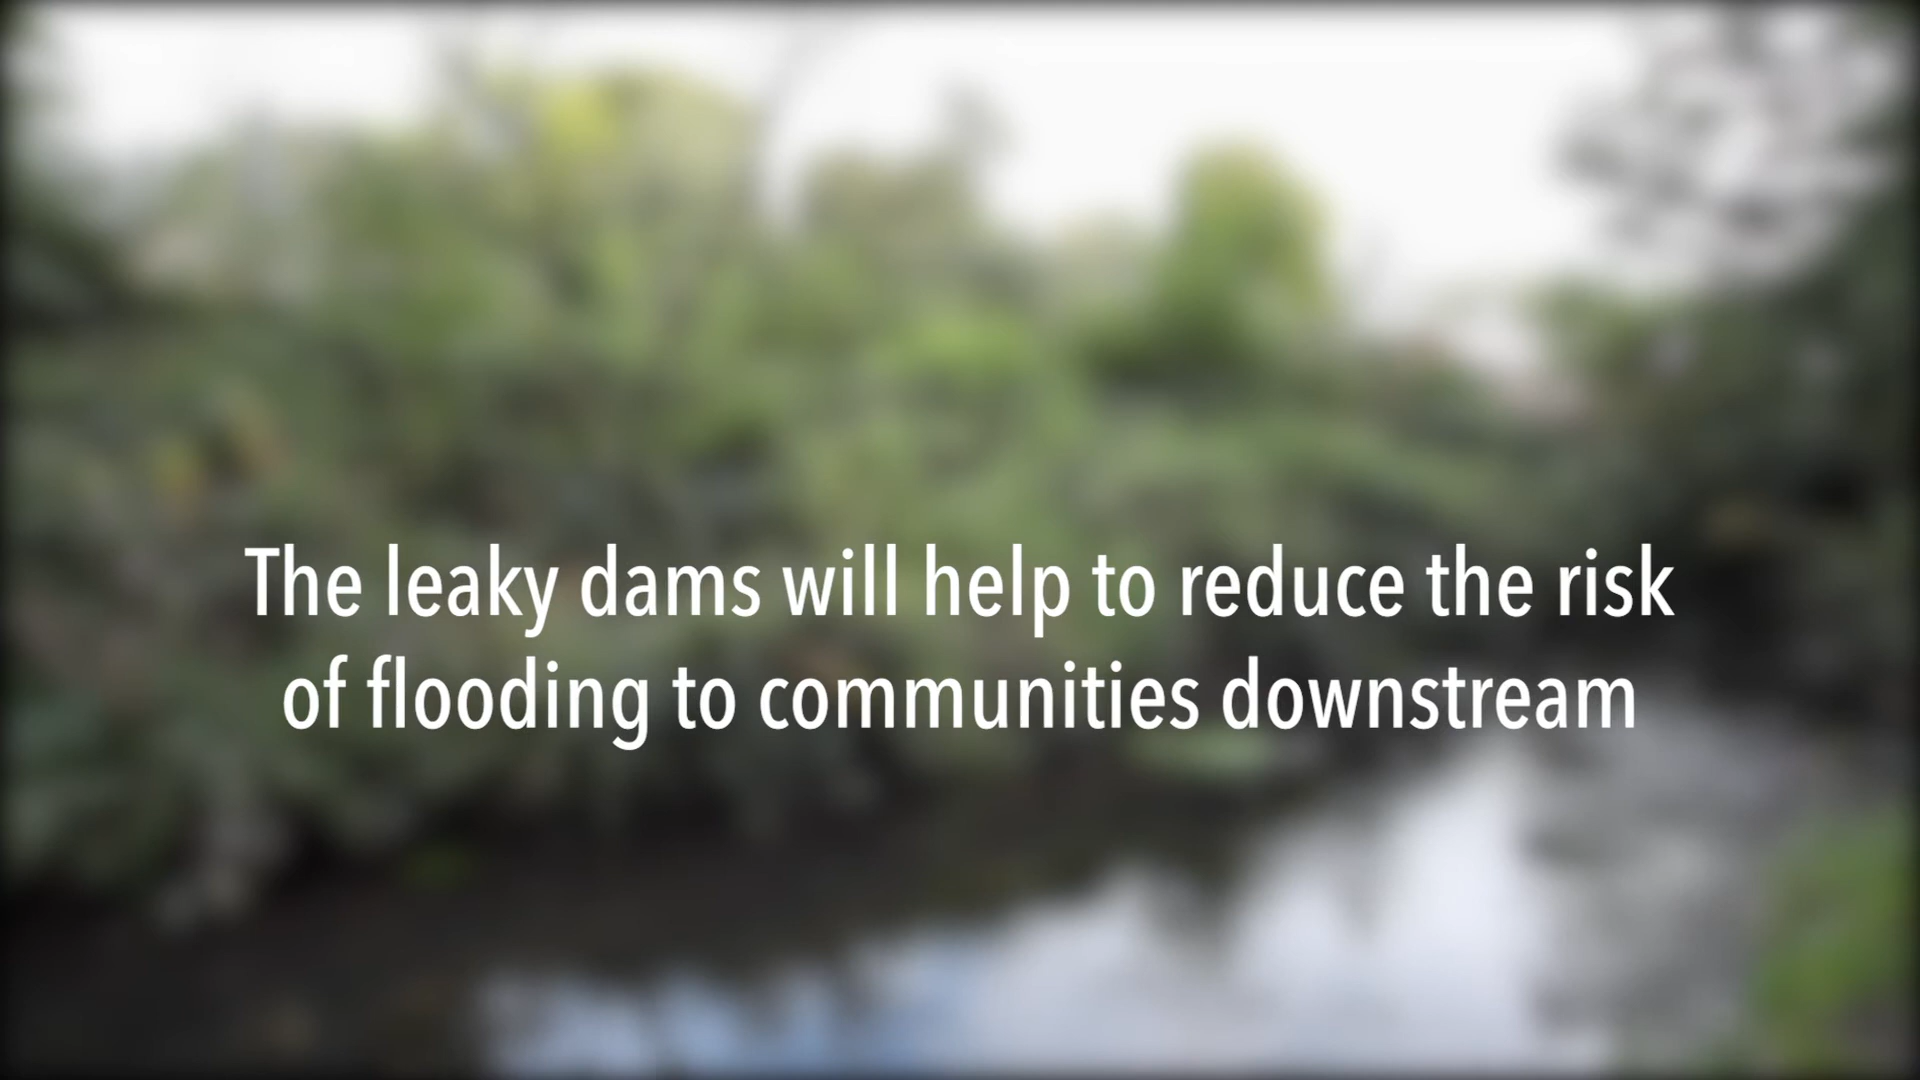 The leaky dams will help to reduce the risk
of flooding to communities downstream